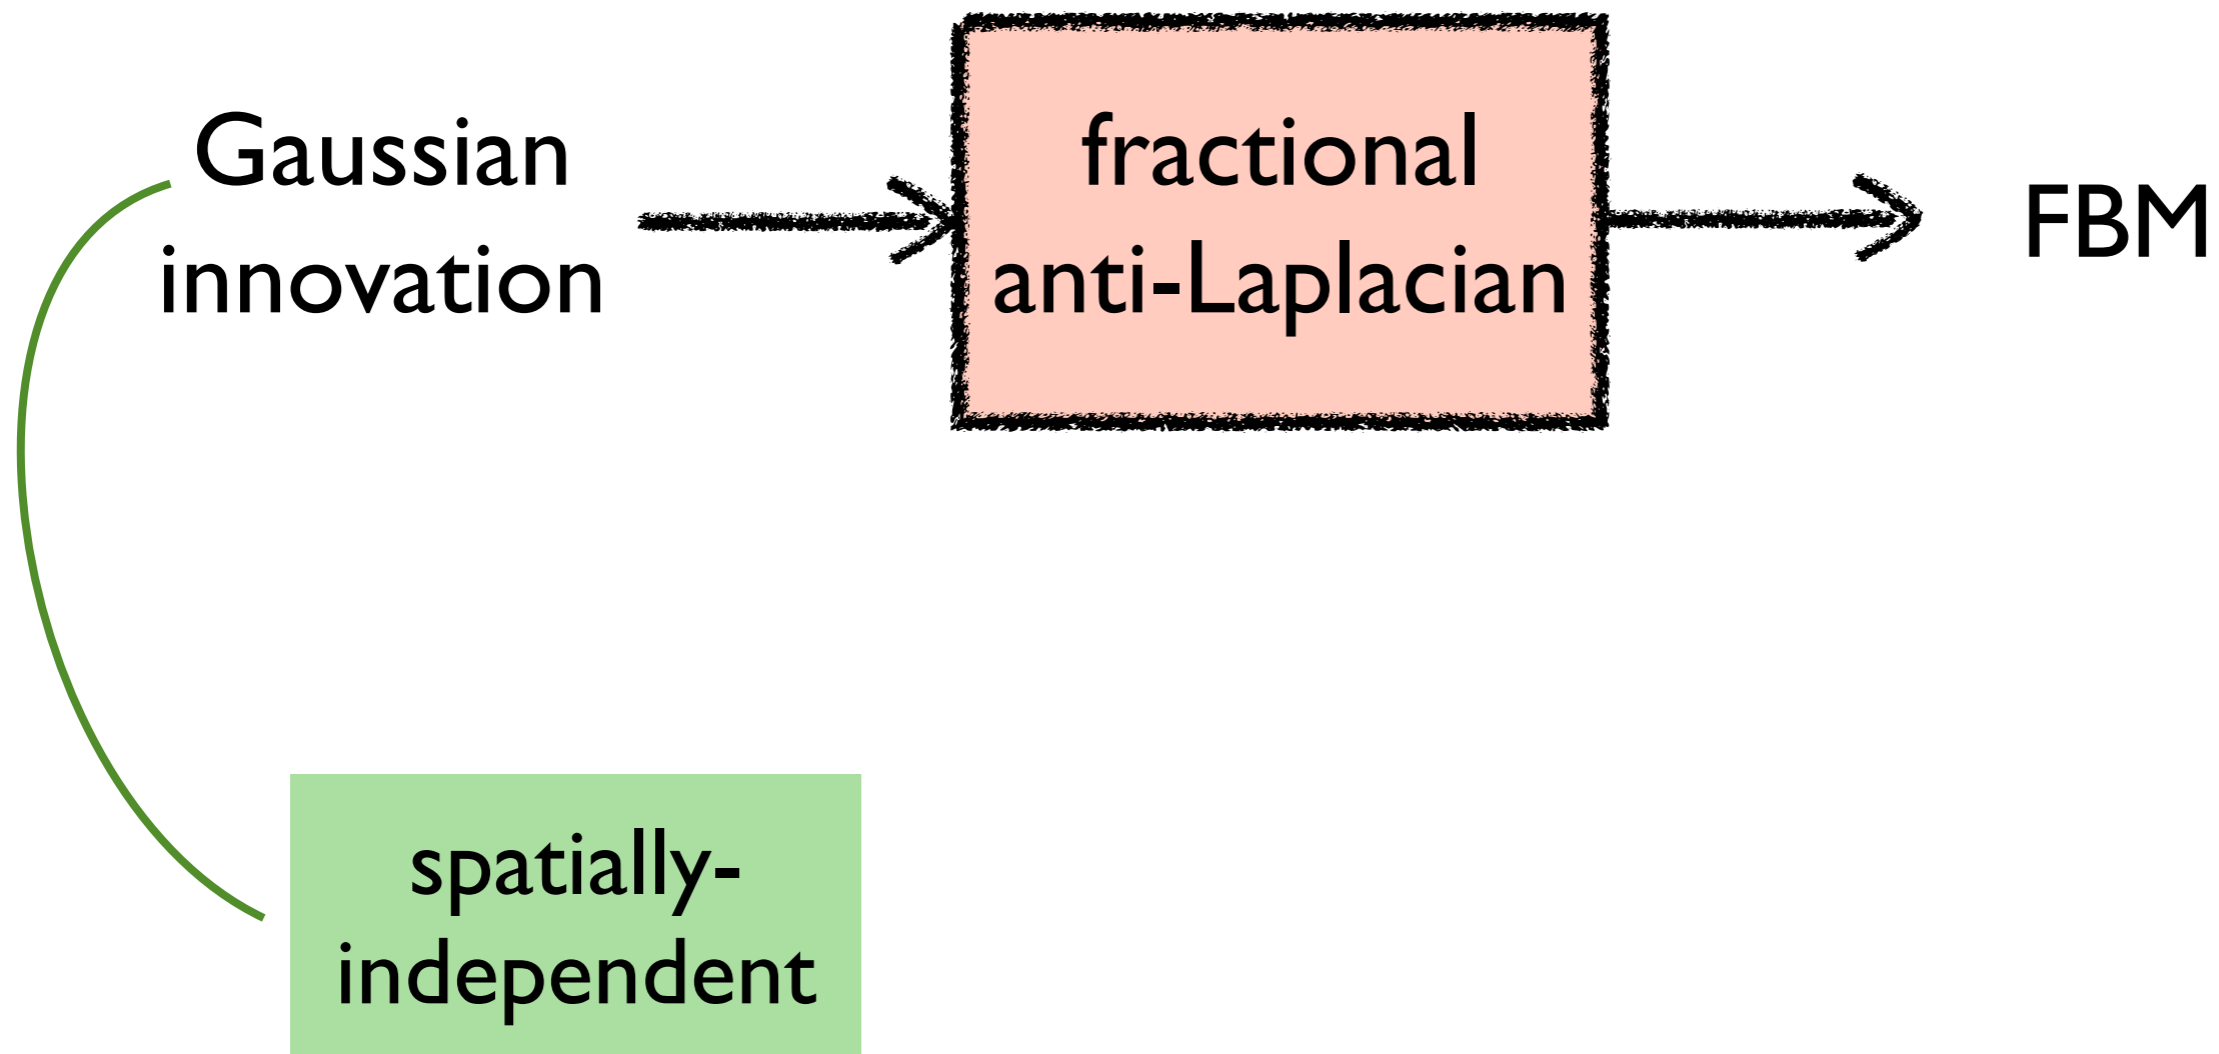 Gaussian
innovation
fractional
anti-Laplacian
FBM
spatially-
independent